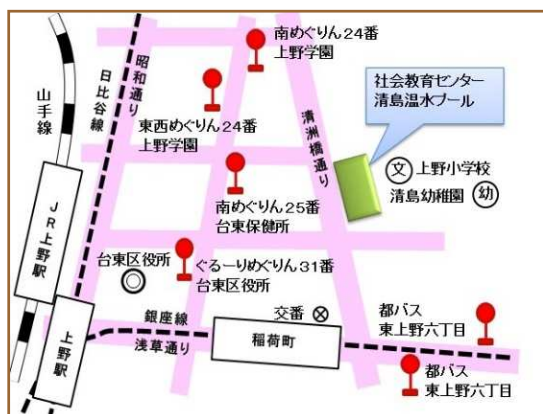 南めぐりん24番
上野学園
社会教育センター
清島温水プール
昭和通り
日比谷線
山手線
東西めぐりん24番
上野学園
清洲橋通り
文
上野小学校
清島幼稚園
幼
南めぐりん25番
台東保健所
JR上野駅
台東区役所
ぐるーりめぐりん31番
台東区役所
上野駅
銀座線
浅草通り
交番
稲荷町
都バス
東上野六丁目
都バス
東上野六丁目